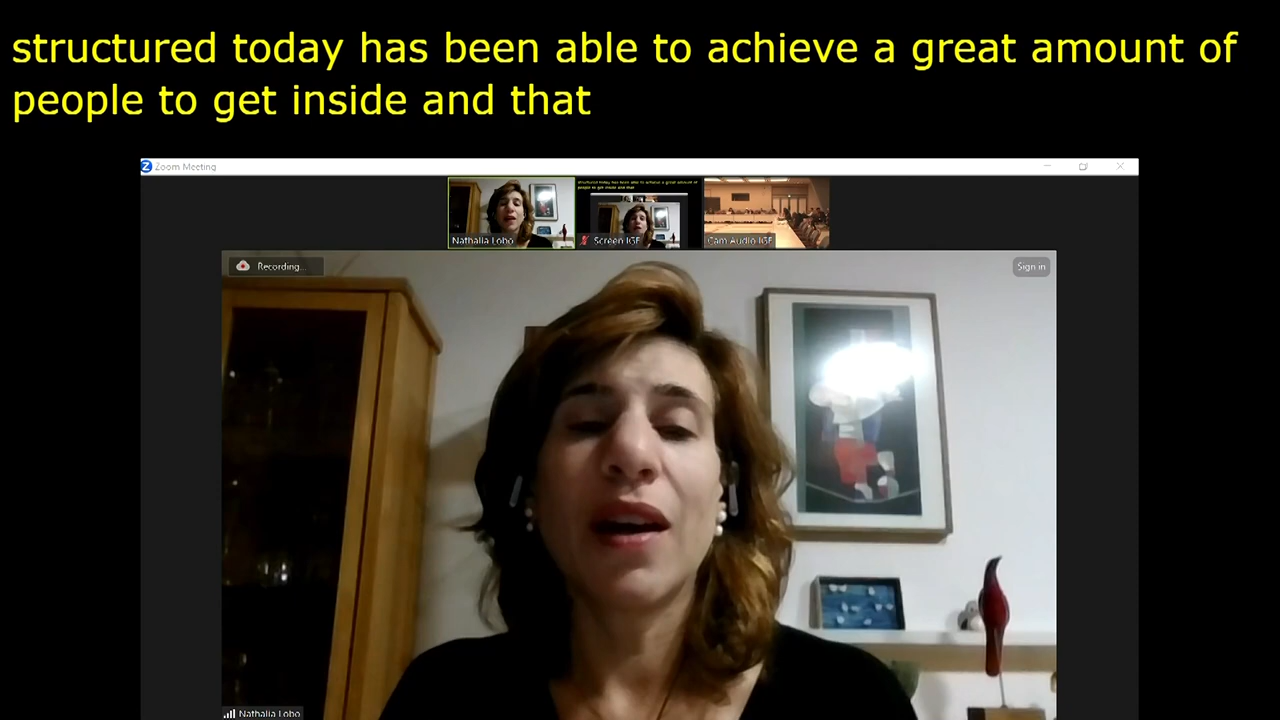 structured today has been able to achieve a great amount of
people to get inside and that
Zoom Meeting
Nathalia Lobo
Screen IGF
Cam Audio IGF
Recording...
Sign in
Nathalia Lobo